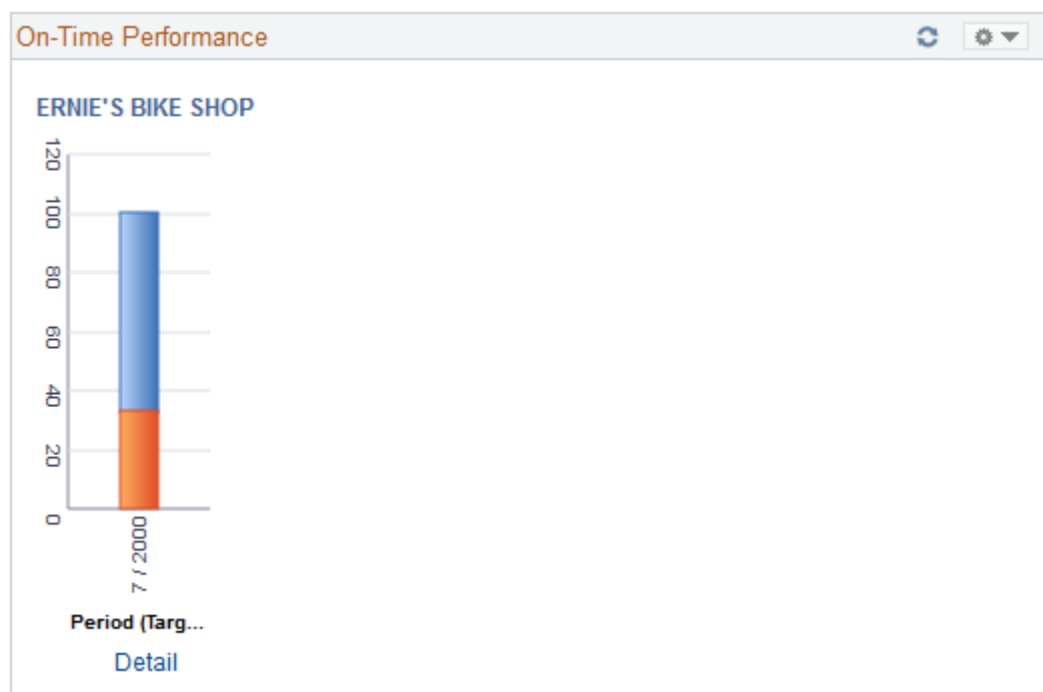 On-Time Performance
ERNIE'S BIKE SHOP
120
100
80
60
40
20
0
7 / 2000
Period (Targ...
Detail